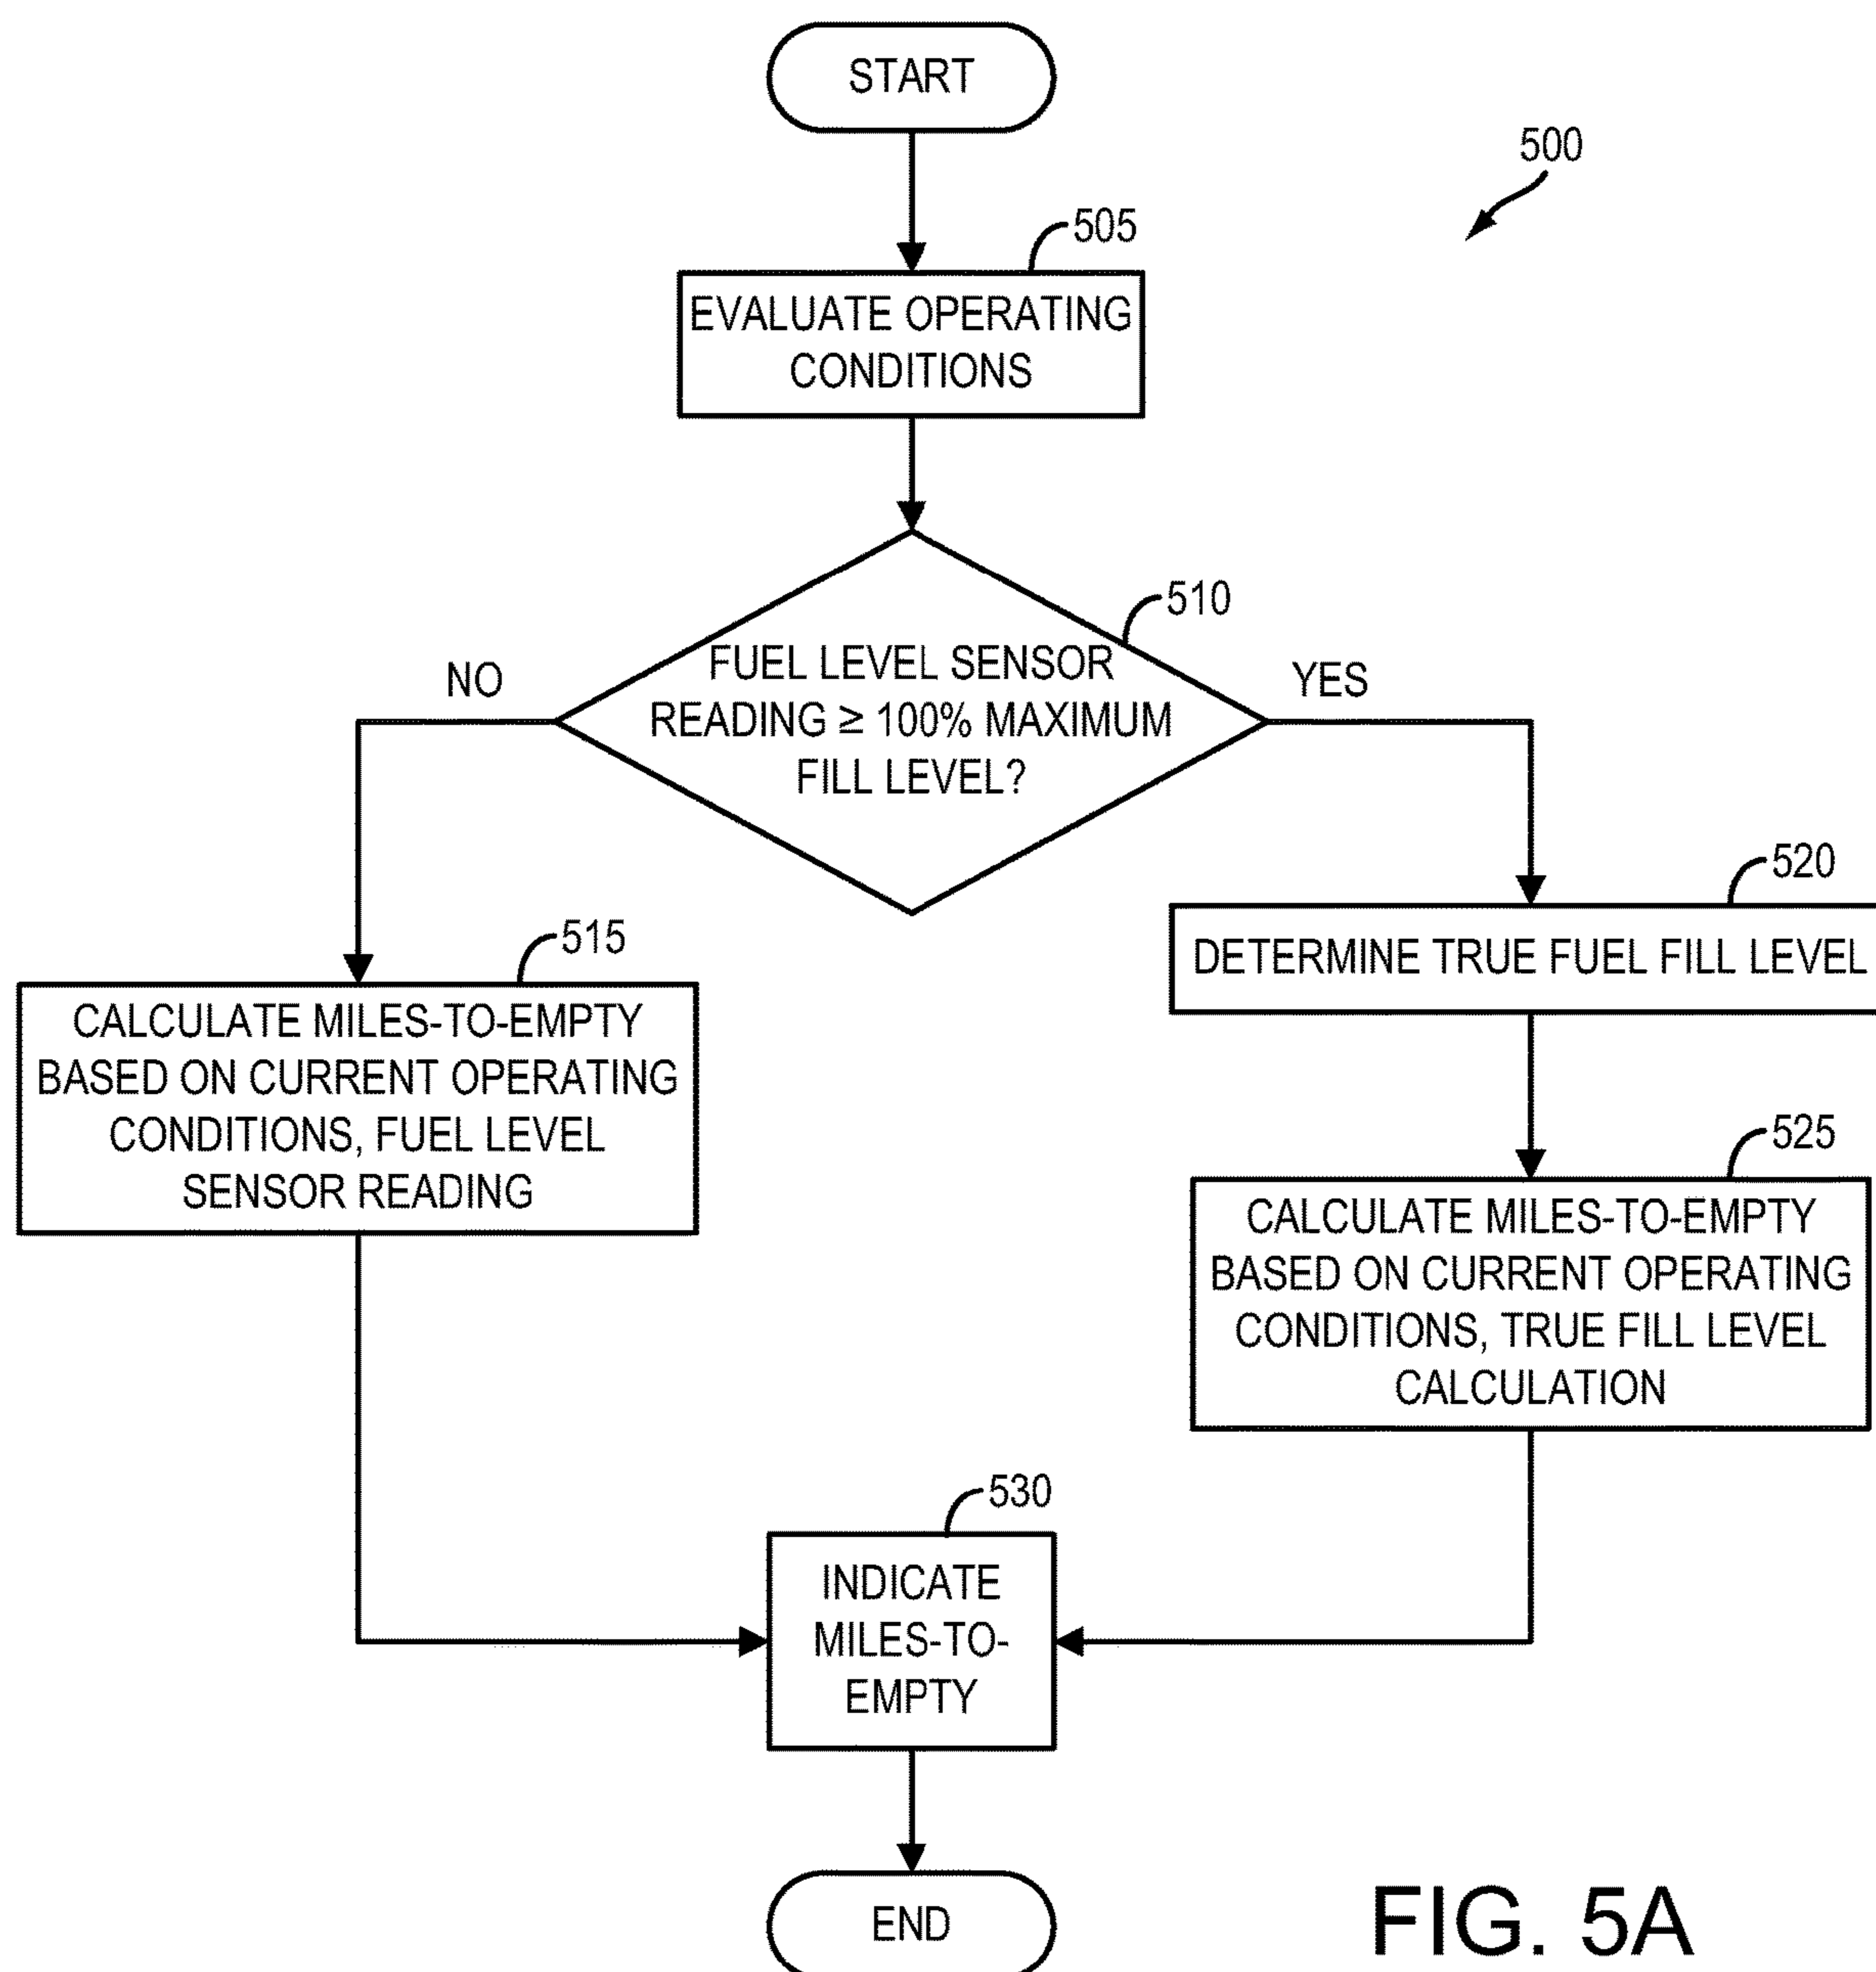 START
500
505
EVALUATE OPERATING
CONDITIONS
510
NO
FUEL LEVEL SENSOR
READING ≥ 100% MAXIMUM
FILL LEVEL?
YES
520
DETERMINE TRUE FUEL FILL LEVEL
515
CALCULATE MILES-TO-EMPTY
BASED ON CURRENT OPERATING
CONDITIONS, FUEL LEVEL
SENSOR READING
525
CALCULATE MILES-TO-EMPTY
BASED ON CURRENT OPERATING
CONDITIONS, TRUE FILL LEVEL
CALCULATION
530
INDICATE
MILES-TO-
EMPTY
END
FIG. 5A